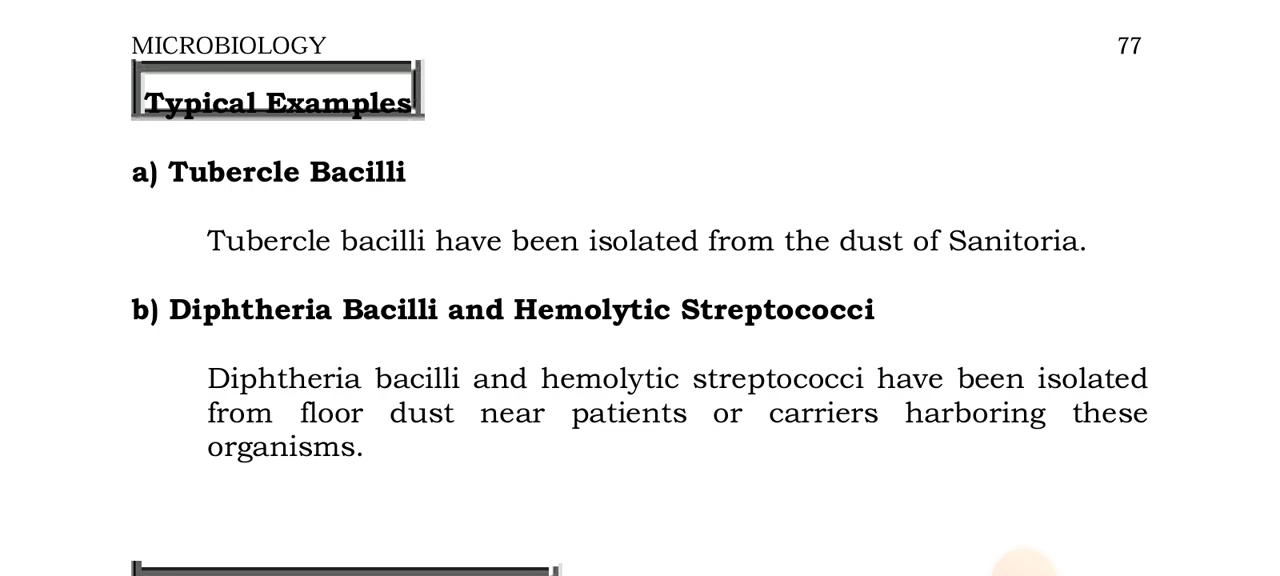 MICROBIOLOGY 77
Typical Examples
a) Tubercle Bacilli
Tubercle bacilli have been isolated from the dust of Sanitoria.
b) Diphtheria Bacilli and Hemolytic Streptococci
Diphtheria bacilli and hemolytic streptococci have been isolated
from floor dust near patients or carriers harboring these
organisms.